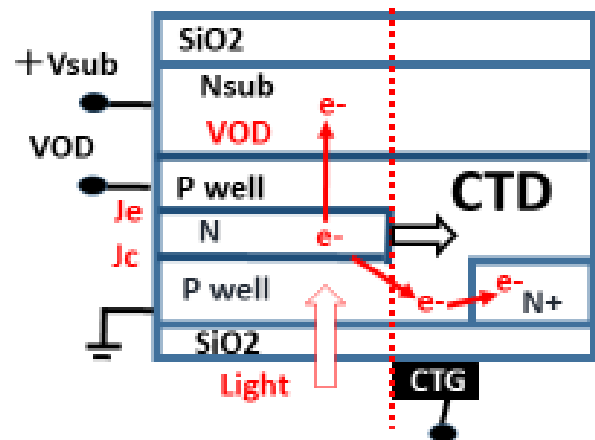 SiO2
＋Vsub
Nsub
e-
VOD
VOD
P well
CTD
Je
N
e-
Jc
P well
e-
e-
N+
SiO2
Light
CTG